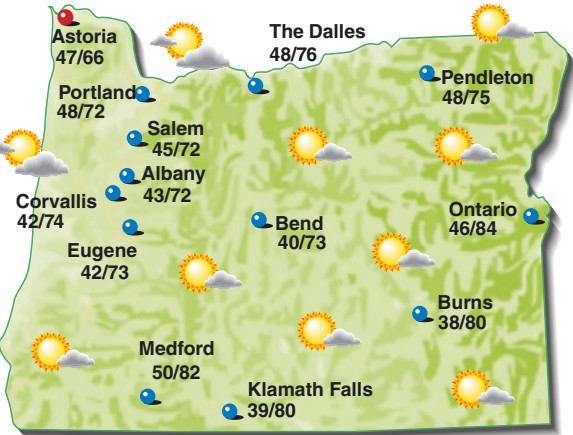 Astoria
47/66
The Dalles
48/76
Portland
48/72
Pendleton
48/75
Salem
45/72
Albany
43/72
Corvallis
42/74
Eugene
42/73
Bend
40/73
Ontario
46/84
Burns
38/80
Medford
50/82
Klamath Falls
39/80